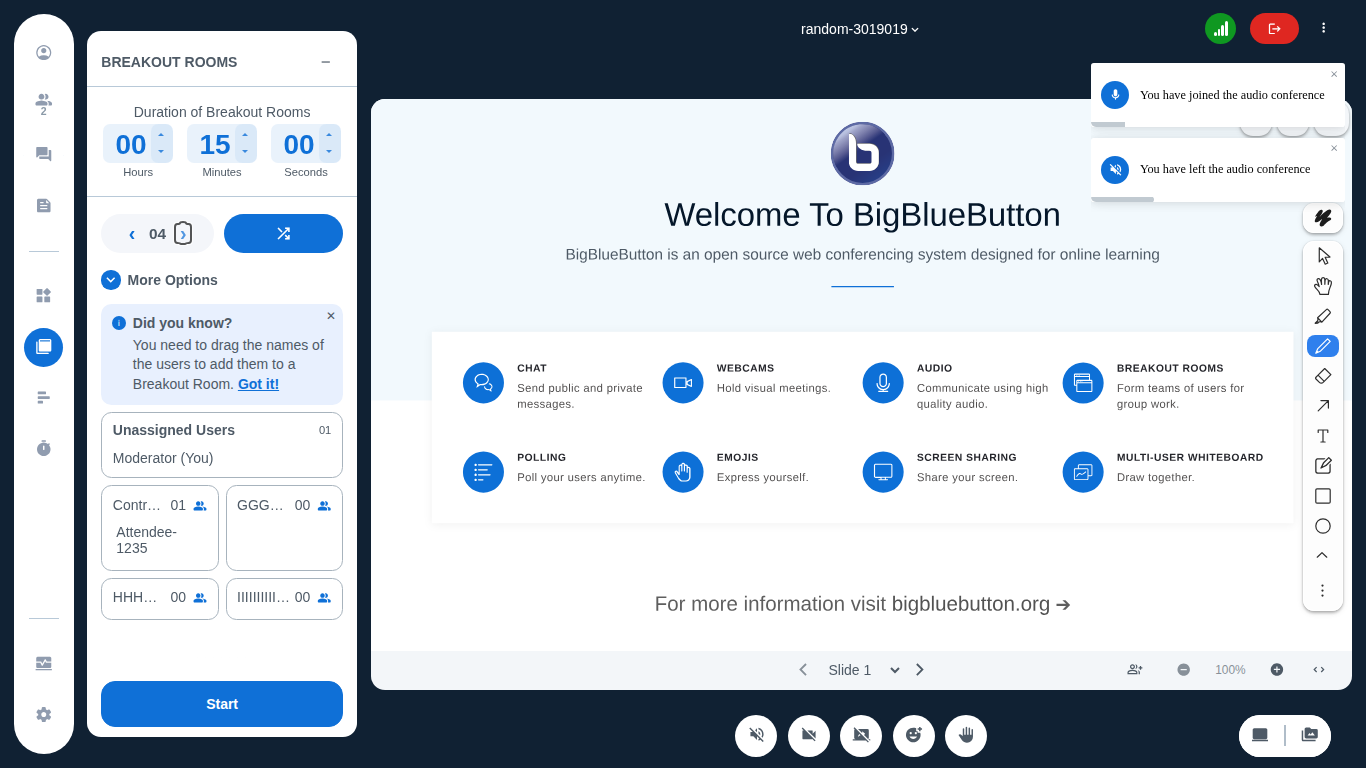 random-3019019
BREAKOUT ROOMS
2
Duration of Breakout Rooms
00 15 00
Hours Minutes Seconds
04
More Options
Did you know?
You need to drag the names of
the users to add them to a
Breakout Room. Got it!
Unassigned Users 01
Moderator (You)
Contr… 01 GGG… 00
Attendee-
1235
HHH… 00 IIIIIIIIII… 00
Start
You have joined the audio conference
You have left the audio conference
Welcome To BigBlueButton
BigBlueButton is an open source web conferencing system designed for online learning
CHAT
Send public and private
messages.
WEBCAMS
Hold visual meetings.
AUDIO
Communicate using high
quality audio.
BREAKOUT ROOMS
Form teams of users for
group work.
POLLING
Poll your users anytime.
EMOJIS
Express yourself.
SCREEN SHARING
Share your screen.
MULTI-USER WHITEBOARD
Draw together.
For more information visit bigbluebutton.org ➔
Slide 1
100%